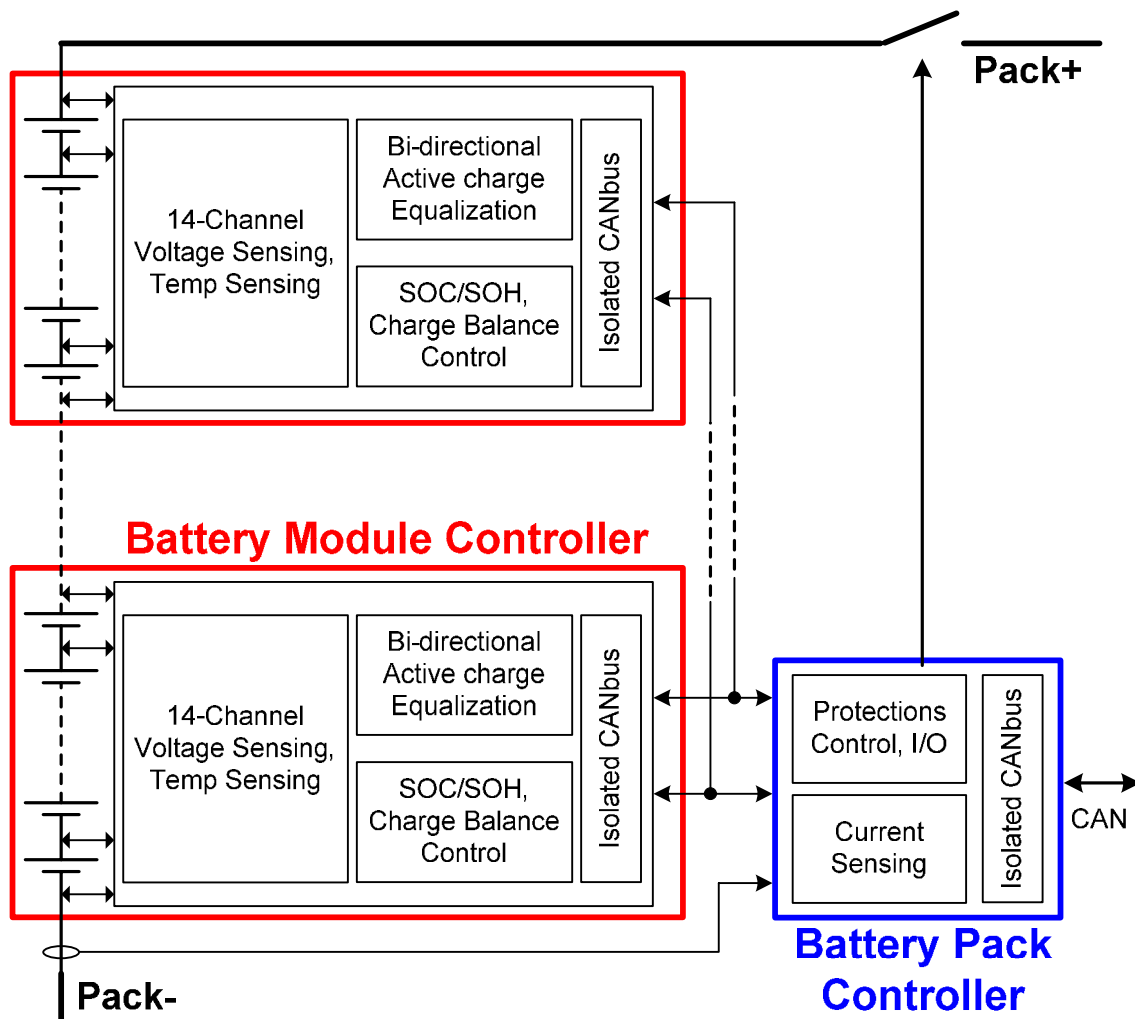 Pack+
14-Channel
Voltage Sensing,
Temp Sensing
Bi-directional
Active charge
Equalization
SOC/SOH,
Charge Balance
Control
Isolated CANbus
Battery Module Controller
14-Channel
Voltage Sensing,
Temp Sensing
Bi-directional
Active charge
Equalization
SOC/SOH,
Charge Balance
Control
Isolated CANbus
Protections
Control, I/O
Current
Sensing
Isolated CANbus
CAN
Battery Pack
Controller
Pack-